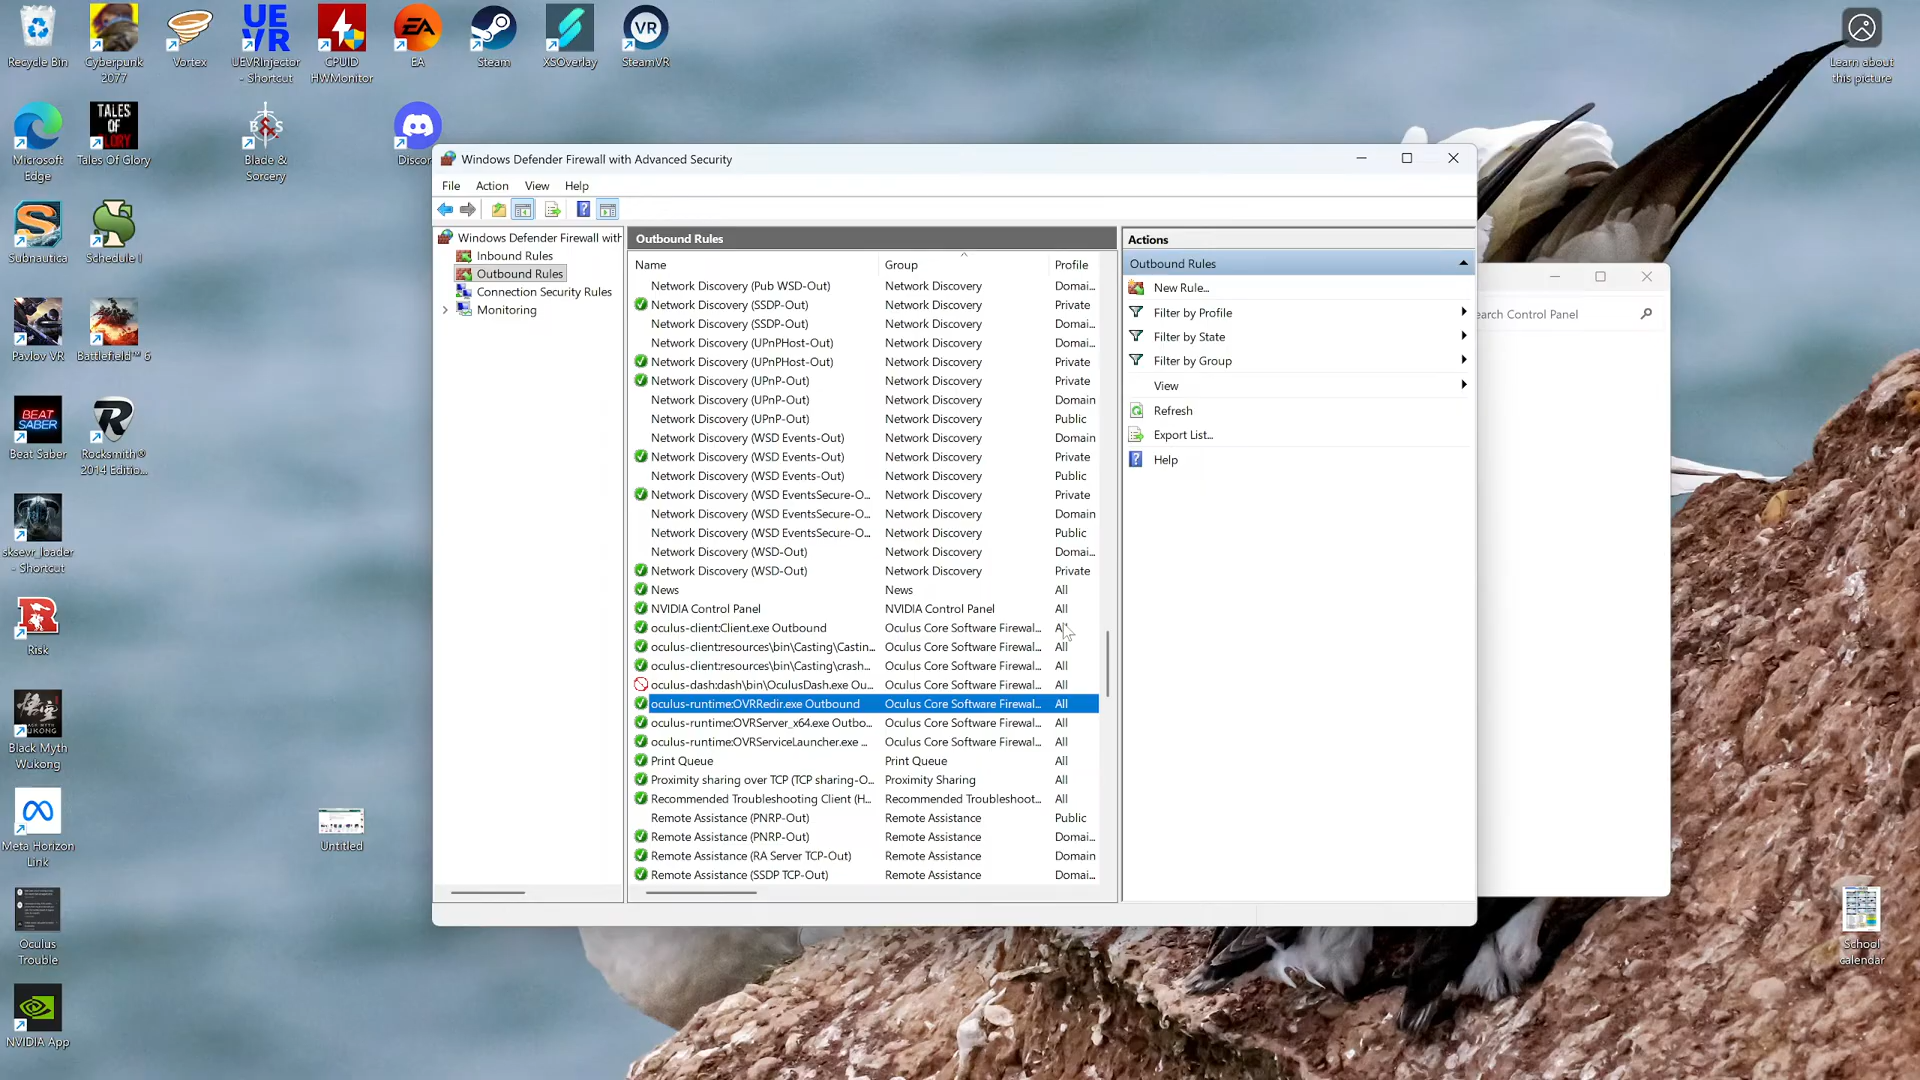 Recycle Bin
Cyberpunk
2077
Vortex
UE
VR
UEVRInjector
- Shortcut
CPUID
HWMonitor
EA
EA
Steam
XSOverlay
VR
SteamVR
Learn about
this picture
Microsoft
Edge
TALES
OF
GLORY
Tales Of Glory
B&S
Blade &
Sorcery
Discor
Subnautica
Schedule I
Pavlov VR
Battlefield™ 6
BEAT
SABER
Beat Saber
Rocksmith®
2014 Editio...
sksevr_loader
- Shortcut
Risk
Black Myth
Wukong
Meta Horizon
Link
Untitled
Oculus
Trouble
NVIDIA App
School
calendar
Windows Defender Firewall with Advanced Security
File Action View Help
Windows Defender Firewall with
Inbound Rules
Outbound Rules
Connection Security Rules
Monitoring
Outbound Rules
Name Group Profile
Network Discovery (Pub WSD-Out) Network Discovery Domai...
Network Discovery (SSDP-Out) Network Discovery Private
Network Discovery (SSDP-Out) Network Discovery Domai...
Network Discovery (UPnPHost-Out) Network Discovery Domai...
Network Discovery (UPnPHost-Out) Network Discovery Private
Network Discovery (UPnP-Out) Network Discovery Private
Network Discovery (UPnP-Out) Network Discovery Domain
Network Discovery (UPnP-Out) Network Discovery Public
Network Discovery (WSD Events-Out) Network Discovery Domain
Network Discovery (WSD Events-Out) Network Discovery Private
Network Discovery (WSD Events-Out) Network Discovery Public
Network Discovery (WSD EventsSecure-O... Network Discovery Private
Network Discovery (WSD EventsSecure-O... Network Discovery Domain
Network Discovery (WSD EventsSecure-O... Network Discovery Public
Network Discovery (WSD-Out) Network Discovery Domai...
Network Discovery (WSD-Out) Network Discovery Private
News News All
NVIDIA Control Panel NVIDIA Control Panel All
oculus-client:Client.exe Outbound Oculus Core Software Firewal... All
oculus-client:resources\bin\Casting\Castin... Oculus Core Software Firewal... All
oculus-client:resources\bin\Casting\crash... Oculus Core Software Firewal... All
oculus-dash:dash\bin\OculusDash.exe Ou... Oculus Core Software Firewal... All
oculus-runtime:OVRRedir.exe Outbound Oculus Core Software Firewal... All
oculus-runtime:OVRServer_x64.exe Outbo... Oculus Core Software Firewal... All
oculus-runtime:OVRServiceLauncher.exe ... Oculus Core Software Firewal... All
Print Queue Print Queue All
Proximity sharing over TCP (TCP sharing-O... Proximity Sharing All
Recommended Troubleshooting Client (H... Recommended Troubleshoot... All
Remote Assistance (PNRP-Out) Remote Assistance Public
Remote Assistance (PNRP-Out) Remote Assistance Domai...
Remote Assistance (RA Server TCP-Out) Remote Assistance Domain
Remote Assistance (SSDP TCP-Out) Remote Assistance Domai...
Actions
Outbound Rules
New Rule...
Filter by Profile
Filter by State
Filter by Group
View
Refresh
Export List...
Help
earch Control Panel